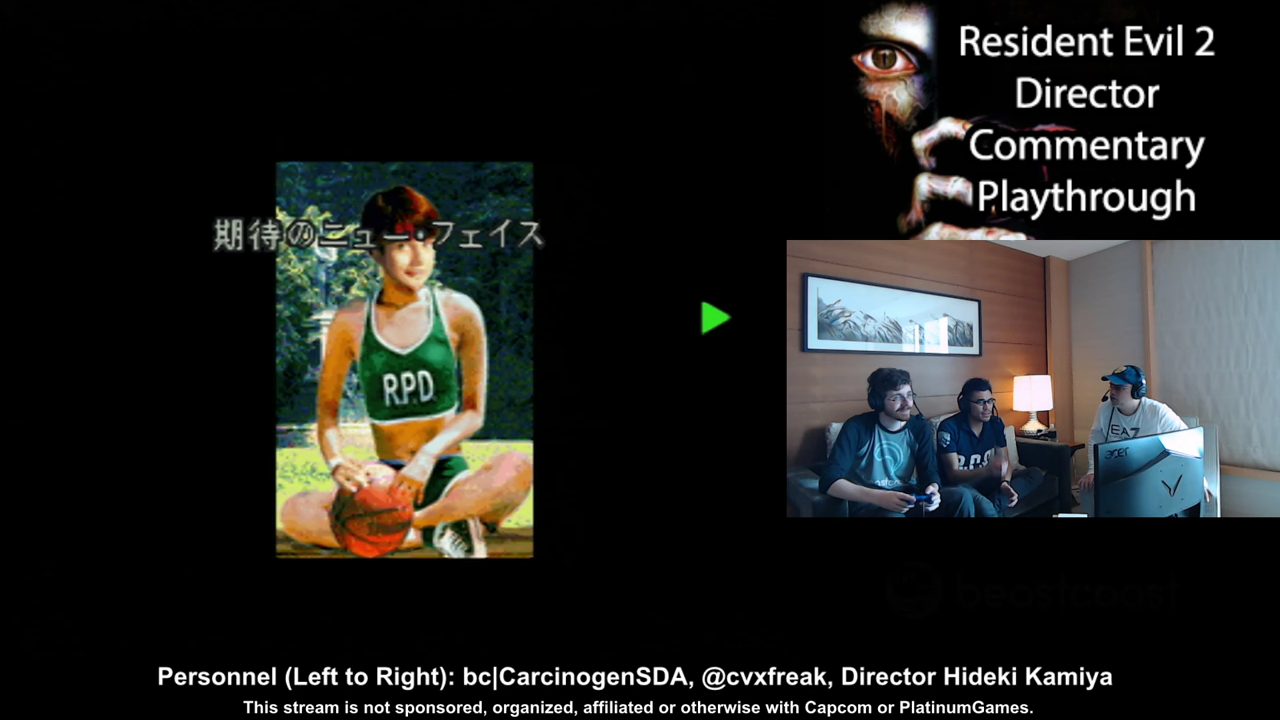 Resident Evil 2
Director
Commentary
Playthrough
期待のニュー・フェイス
R.P.D.
acer
beastcoast
Personnel (Left to Right): bc|CarcinogenSDA, @cvxfreak, Director Hideki Kamiya
This stream is not sponsored, organized, affiliated or otherwise with Capcom or PlatinumGames.